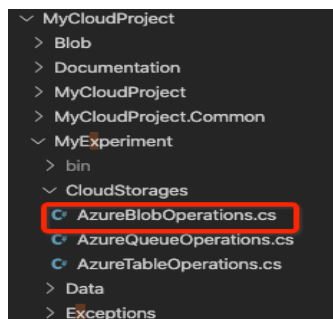 MyCloudProject
Blob
Documentation
MyCloudProject
MyCloudProject.Common
MyExperiment
bin
CloudStorages
C# AzureBlobOperations.cs
C# AzureQueueOperations.cs
C# AzureTableOperations.cs
Data
Exceptions